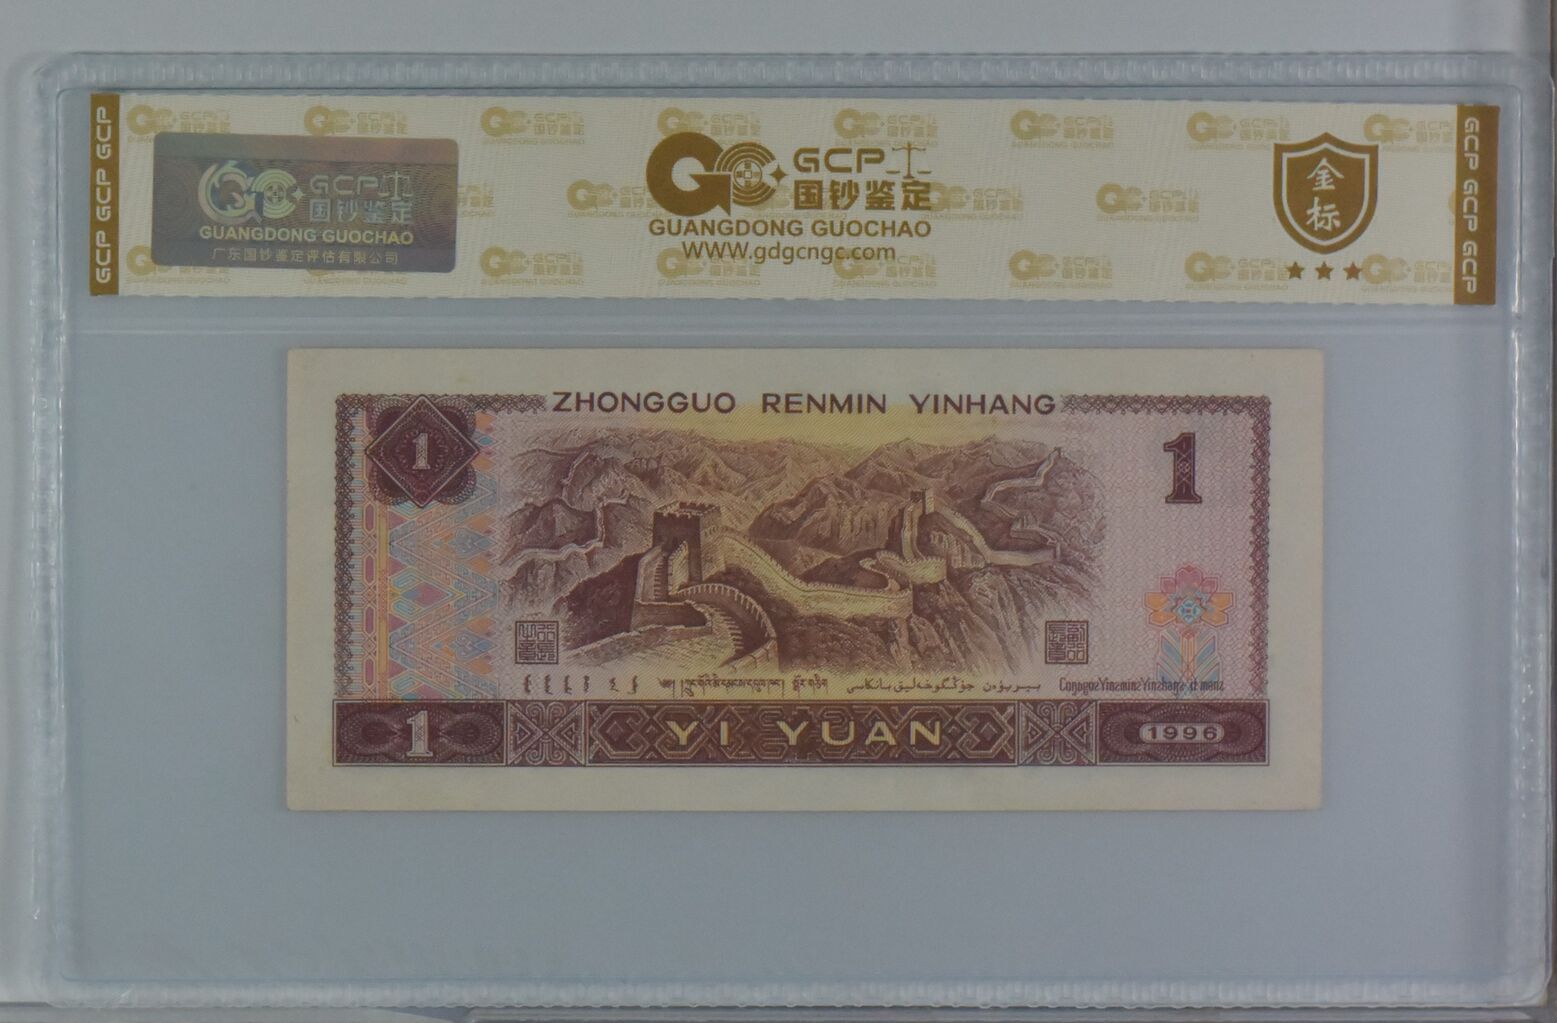 GCP GCP GCP
GCP
国钞鉴定
GUANGDONG GUOCHAO
广东国钞鉴定评估有限公司
GCP
国钞鉴定
GUANGDONG GUOCHAO
WWW.gdgcngc.com
金标
GCP GCP GCP
ZHONGGUO RENMIN YINHANG
1
1
1
YI YUAN
1996